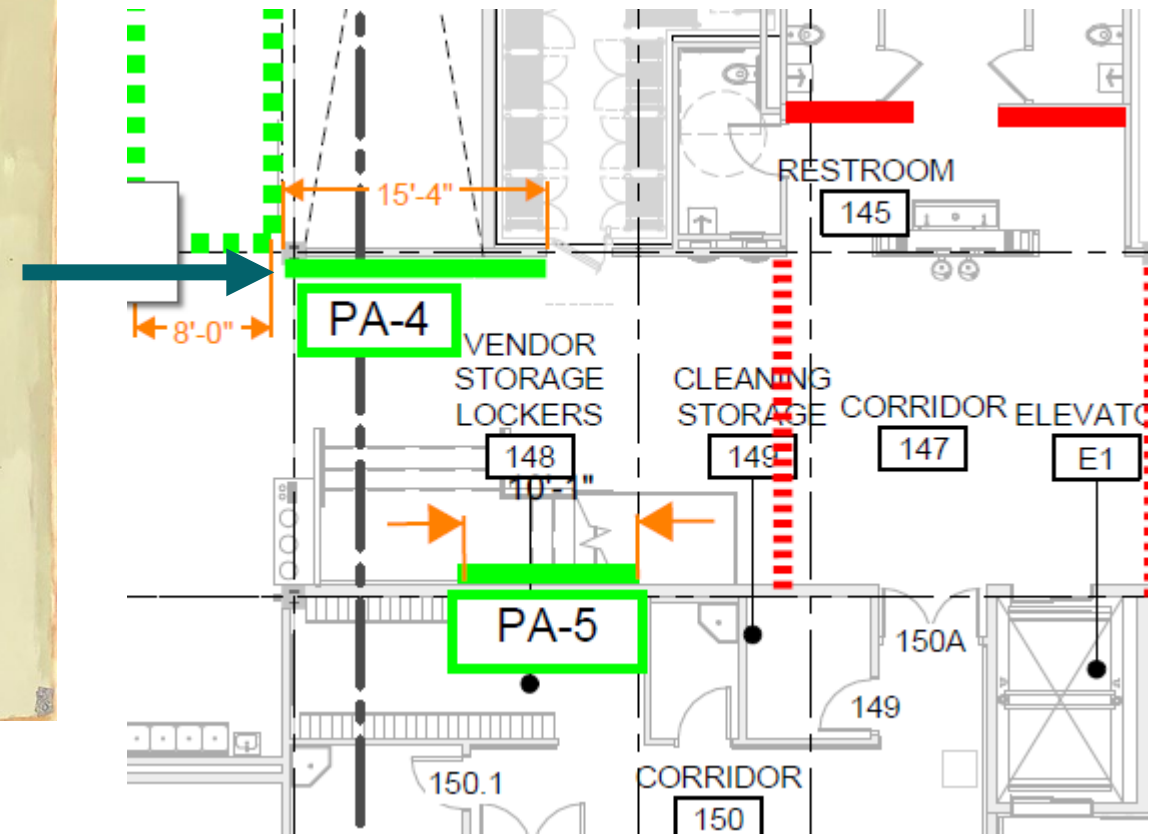 RESTROOM
145
15'-4"
PA-4
8'-0"
VENDOR
STORAGE
LOCKERS
148
CLEANING
STORAGE
149
CORRIDOR
147
ELEVATO
E1
10'-1"
PA-5
150A
149
150.1
CORRIDOR
150